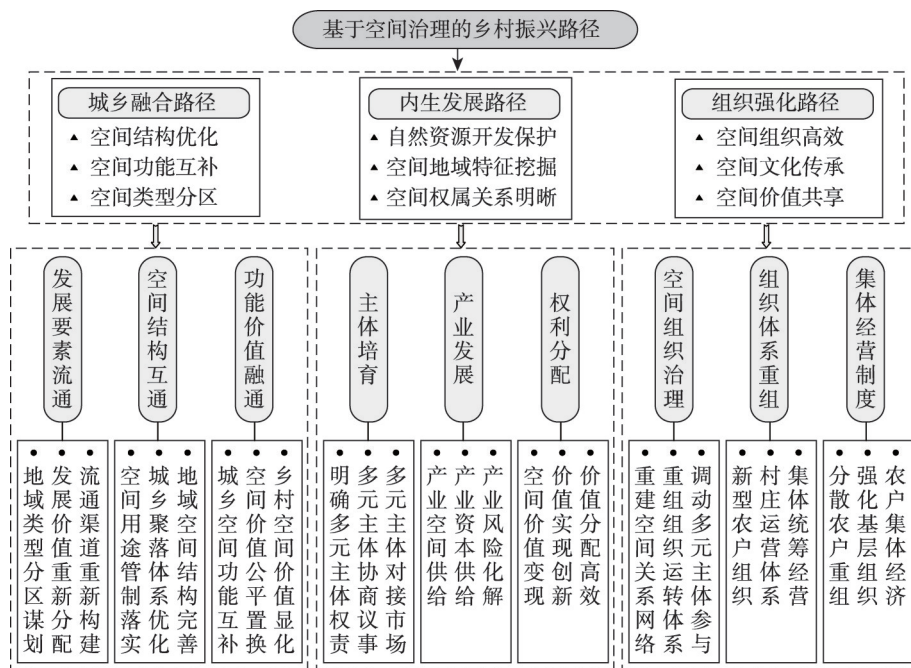 基于空间治理的乡村振兴路径
城乡融合路径
▲ 空间结构优化
▲ 空间功能互补
▲ 空间类型分区
内生发展路径
▲ 自然资源开发保护
▲ 空间地域特征挖掘
▲ 空间权属关系明晰
组织强化路径
▲ 空间组织高效
▲ 空间文化传承
▲ 空间价值共享
发展要素流通
空间结构互通
功能价值融通
主体培育
产业发展
权利分配
空间组织治理
组织体系重组
集体经营制度
• 地域类型分区谋划
• 发展价值重新分配
• 流通渠道重新构建
• 空间用途管制落实
• 城乡聚落体系优化
• 地域空间结构完善
• 城乡空间功能互补
• 空间价值公平置换
• 乡村空间价值显化
• 明确多元主体权责
• 多元主体协商议事
• 多元主体对接市场
• 产业空间供给
• 产业资本供给
• 产业风险化解
• 空间价值变现
• 价值实现创新
• 价值分配高效
• 重建空间关系网络
• 重组组织运转体系
• 调动多元主体参与
• 新型农户组织
• 村庄运营体系
• 集体统筹经营
• 分散农户重组
• 强化基层组织
• 农户集体经济